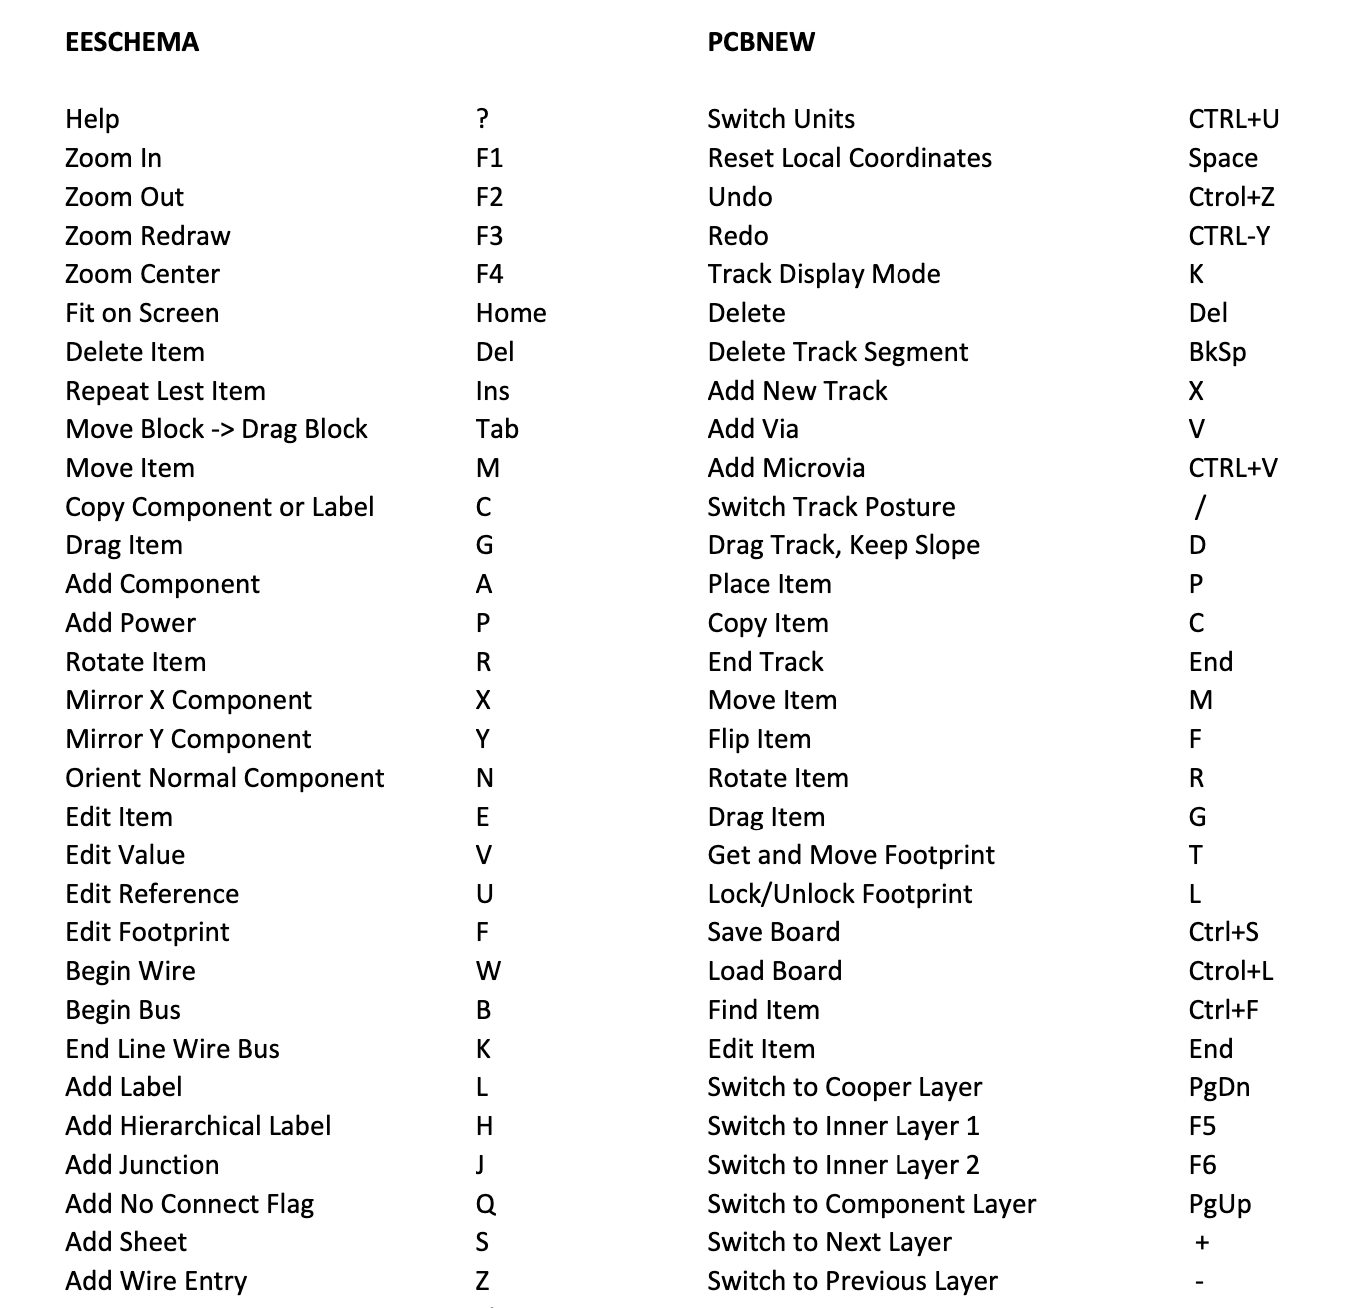 EESCHEMA PCBNEW
Help ? Switch Units CTRL+U
Zoom In F1 Reset Local Coordinates Space
Zoom Out F2 Undo Ctrol+Z
Zoom Redraw F3 Redo CTRL-Y
Zoom Center F4 Track Display Mode K
Fit on Screen Home Delete Del
Delete Item Del Delete Track Segment BkSp
Repeat Lest Item Ins Add New Track X
Move Block -> Drag Block Tab Add Via V
Move Item M Add Microvia CTRL+V
Copy Component or Label C Switch Track Posture /
Drag Item G Drag Track, Keep Slope D
Add Component A Place Item P
Add Power P Copy Item C
Rotate Item R End Track End
Mirror X Component X Move Item M
Mirror Y Component Y Flip Item F
Orient Normal Component N Rotate Item R
Edit Item E Drag Item G
Edit Value V Get and Move Footprint T
Edit Reference U Lock/Unlock Footprint L
Edit Footprint F Save Board Ctrl+S
Begin Wire W Load Board Ctrol+L
Begin Bus B Find Item Ctrl+F
End Line Wire Bus K Edit Item End
Add Label L Switch to Cooper Layer PgDn
Add Hierarchical Label H Switch to Inner Layer 1 F5
Add Junction J Switch to Inner Layer 2 F6
Add No Connect Flag Q Switch to Component Layer PgUp
Add Sheet S Switch to Next Layer +
Add Wire Entry Z Switch to Previous Layer -